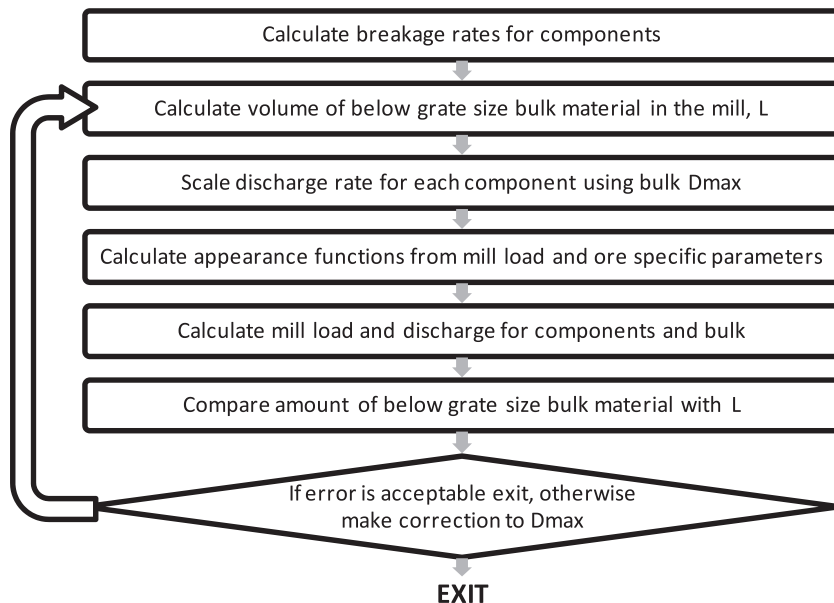 Calculate breakage rates for components
Calculate volume of below grate size bulk material in the mill, L
Scale discharge rate for each component using bulk Dmax
Calculate appearance functions from mill load and ore specific parameters
Calculate mill load and discharge for components and bulk
Compare amount of below grate size bulk material with L
If error is acceptable exit, otherwise
make correction to Dmax
EXIT